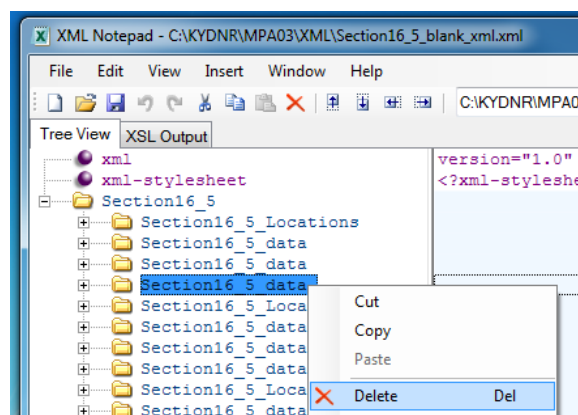 XML Notepad - C:\KYDNR\MPA03\XML\Section16_5_blank_xml.xml
File Edit View Insert Window Help
C:\KYDNR\MPA0
Tree View XSL Output
xml version="1.0"
xml-stylesheet <?xml-styleshe
Section16_5
Section16_5_Locations
Section16_5_data
Section16_5_data
Section16_5_data
Section16_5_Loca
Section16_5_data
Section16_5_data
Section16_5_data
Section16_5_Loca
Section16_5_data
Cut
Copy
Paste
Delete Del